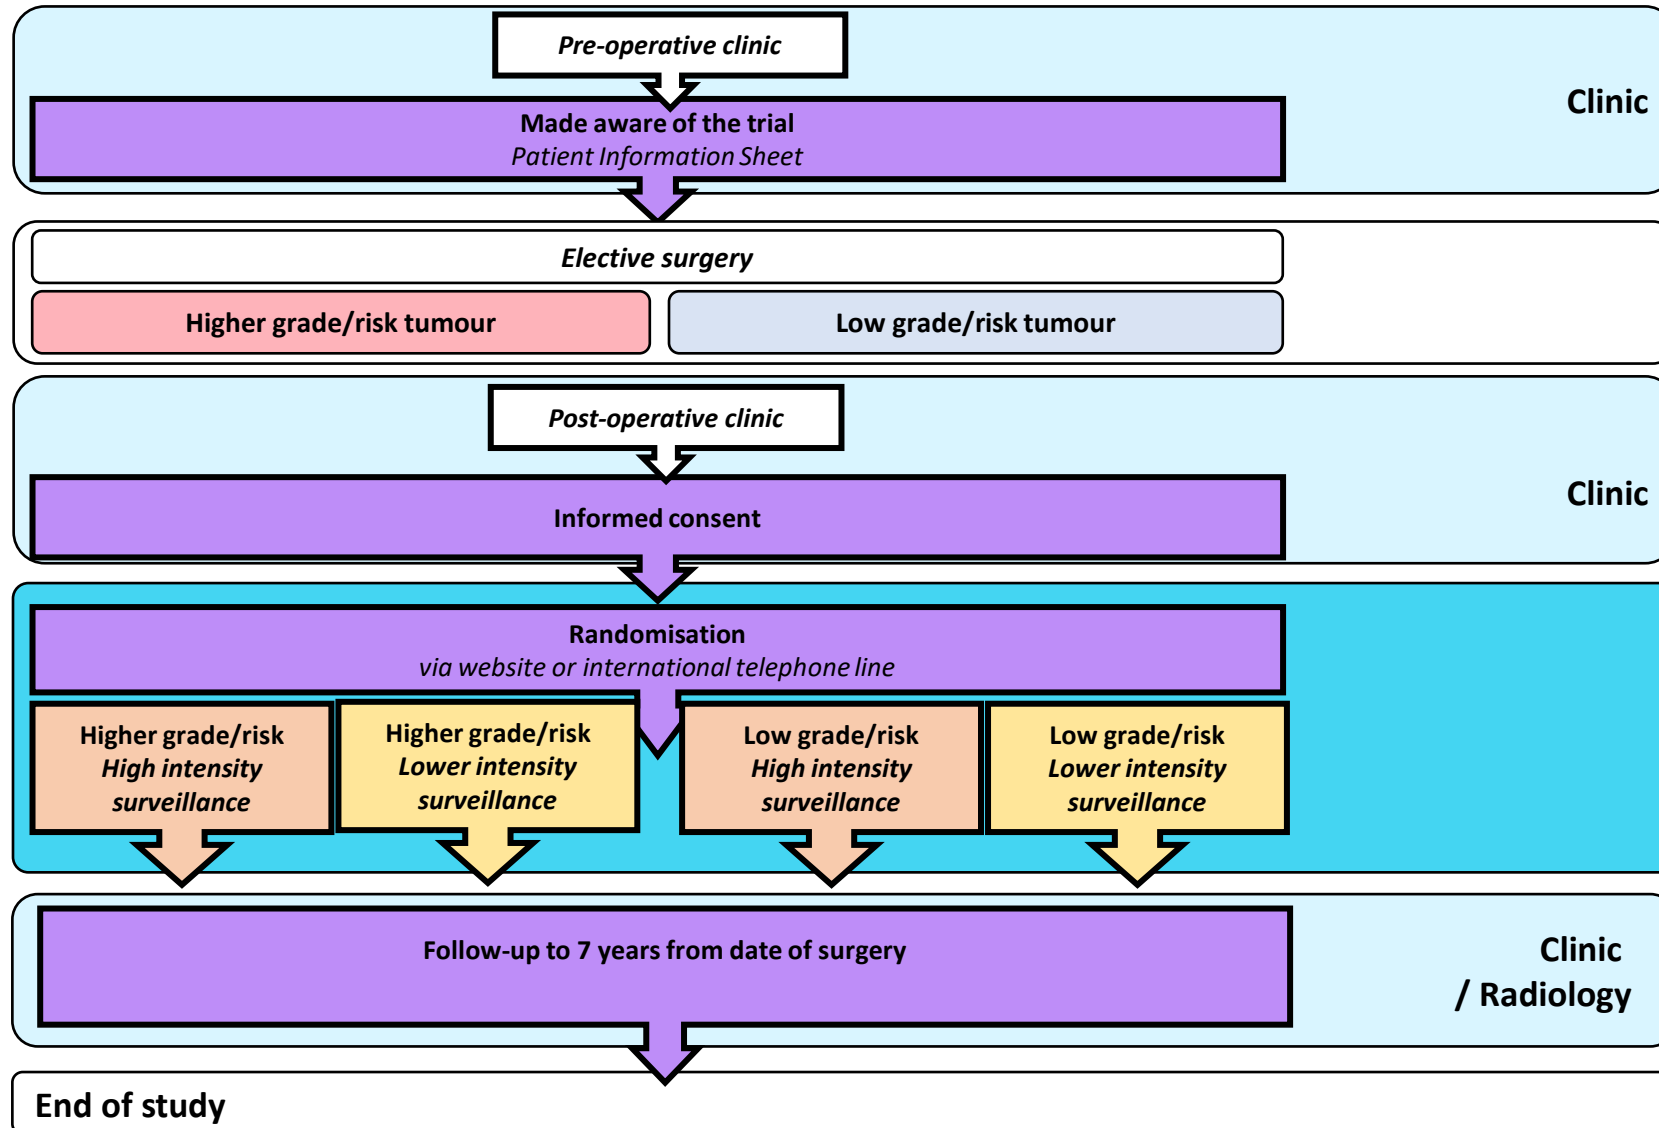 Pre-operative clinic
Clinic
Made aware of the trial
Patient Information Sheet
Elective surgery
Higher grade/risk tumour
Low grade/risk tumour
Post-operative clinic
Clinic
Informed consent
Randomisation
via website or international telephone line
Higher grade/risk
High intensity
surveillance
Higher grade/risk
Lower intensity
surveillance
Low grade/risk
High intensity
surveillance
Low grade/risk
Lower intensity
surveillance
Follow-up to 7 years from date of surgery
Clinic
/ Radiology
End of study